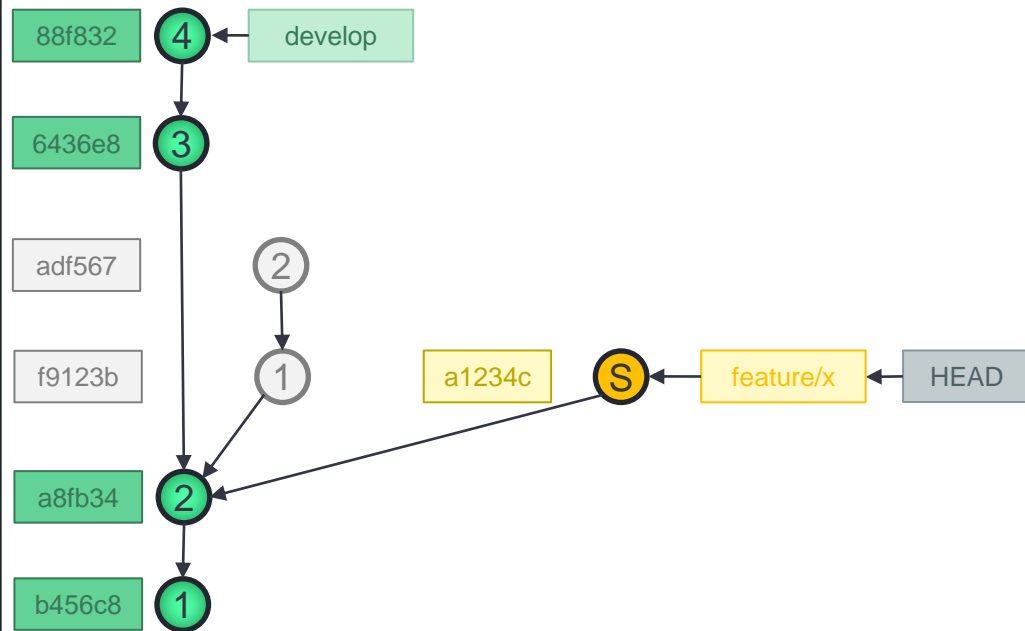 88f832 4 develop
6436e8 3
adf567 2
f9123b 1 a1234c S feature/x HEAD
a8fb34 2
b456c8 1